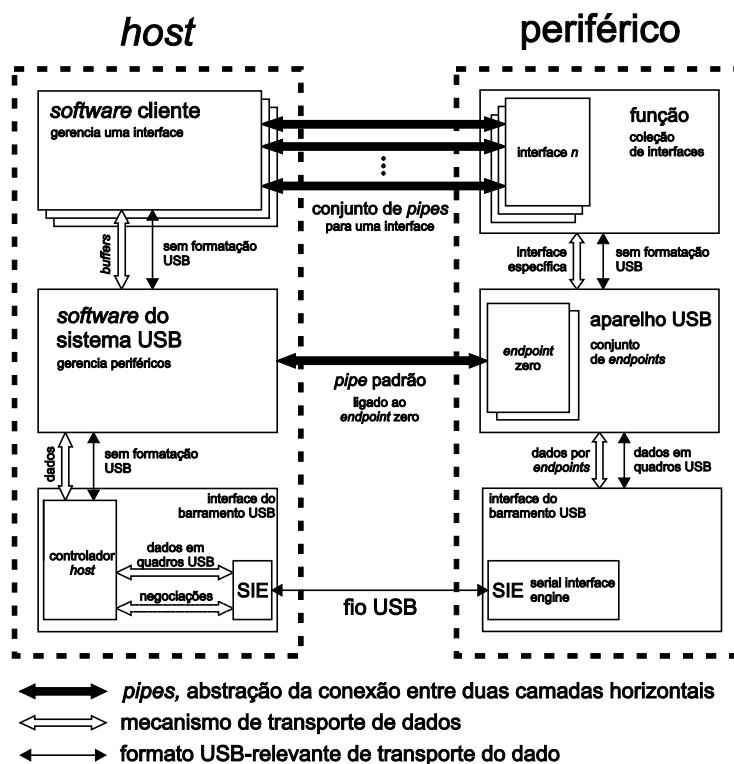 host
periférico
software cliente
gerencia uma interface
função
coleção
de interfaces
interface n
conjunto de pipes
para uma interface
buffers
sem formatação
USB
interface
específica
sem formatação
USB
software do
sistema USB
gerencia periféricos
aparelho USB
conjunto
de endpoints
endpoint
zero
pipe padrão
ligado ao
endpoint zero
dados
sem formatação
USB
dados por
endpoints
dados em
quadros USB
interface do
barramento USB
interface do
barramento USB
controlador
host
dados em
quadros USB
negociações
SIE
fio USB
SIE
serial interface
engine
pipes, abstração da conexão entre duas camadas horizontais
mecanismo de transporte de dados
formato USB-relevante de transporte do dado